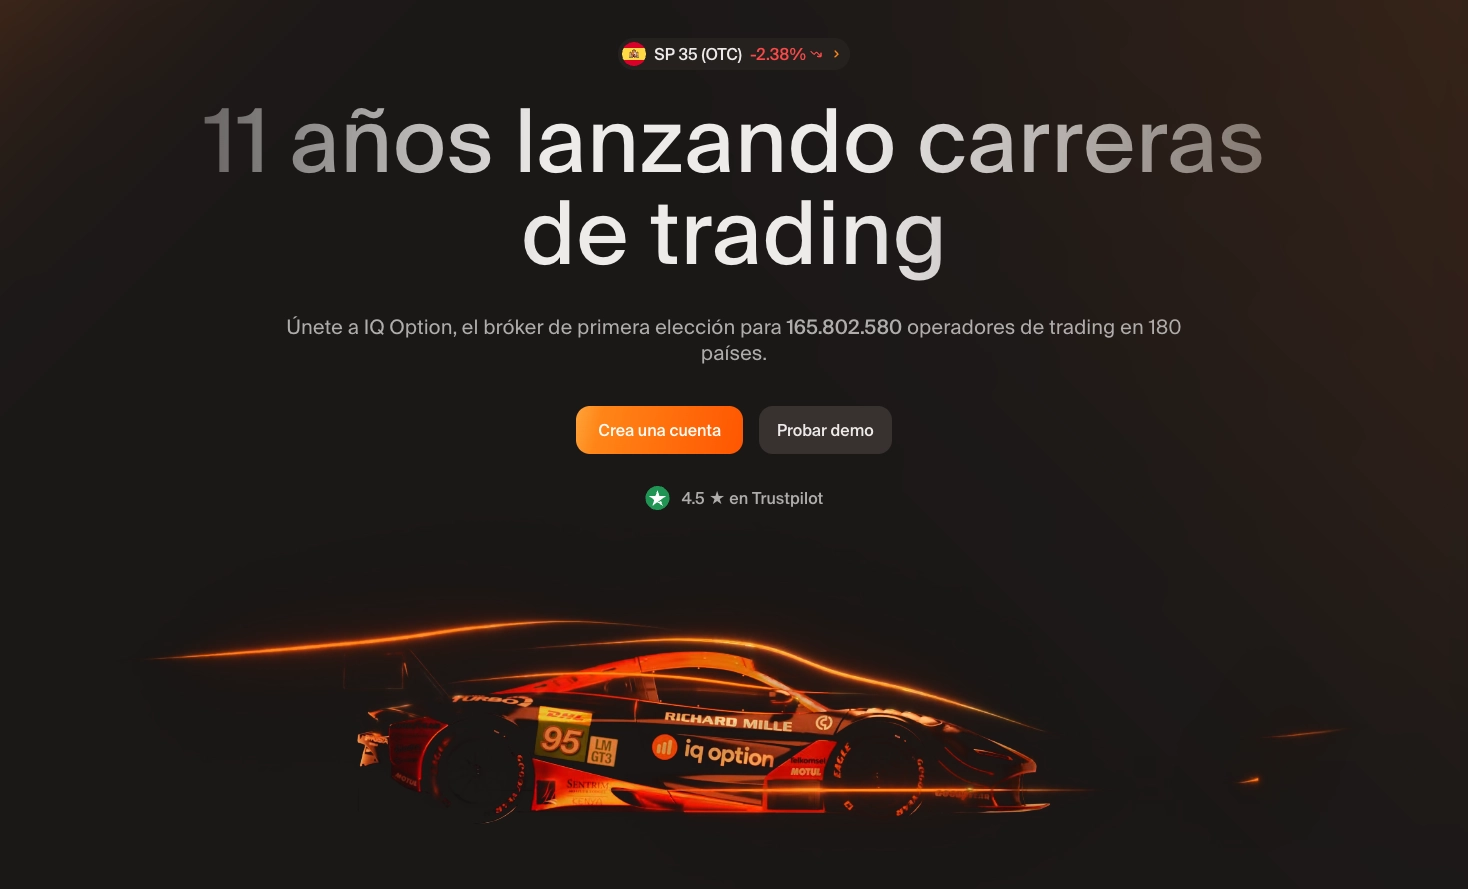 SP 35 (OTC) -2.38%
11 años lanzando carreras
de trading
Únete a IQ Option, el bróker de primera elección para 165.802.580 operadores de trading en 180
países.
Crea una cuenta
Probar demo
4.5 ★ en Trustpilot
TURBO
RICHARD MILLE
DHL
95
LM
GT3
iq option
Telkomsel
MOTUL
EAGLE
MOTUL